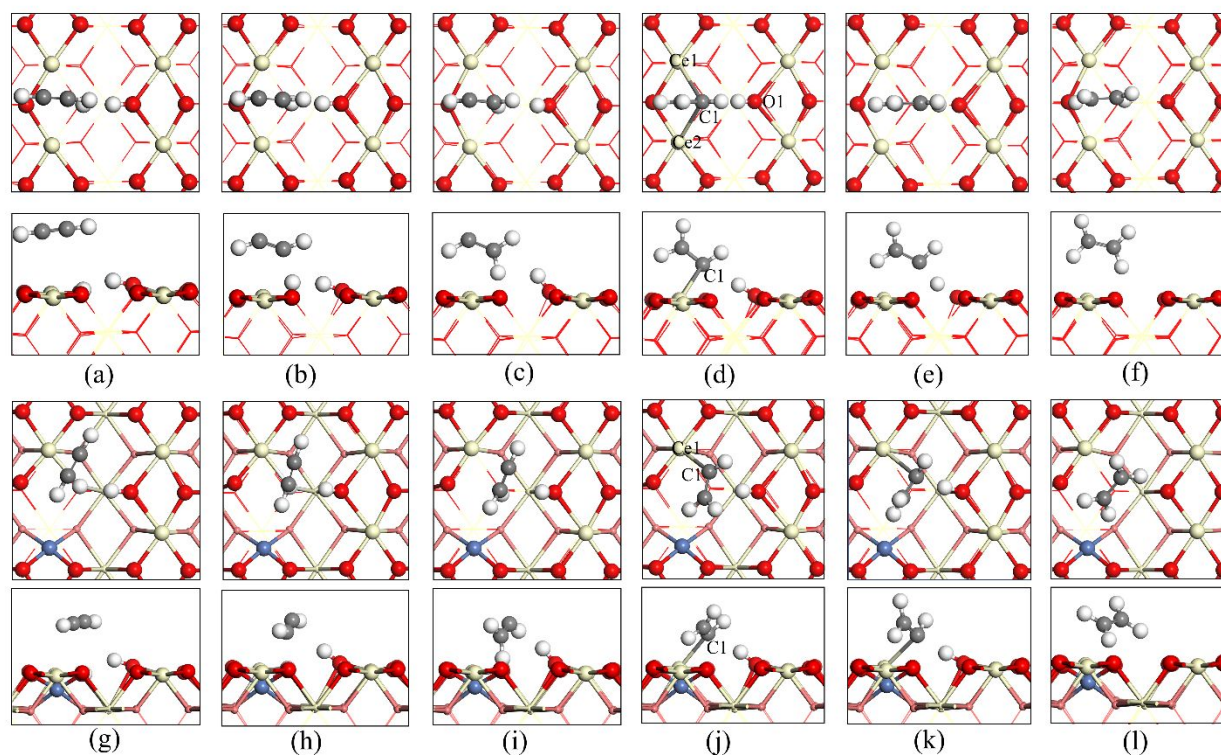 Ce1
O1
C1
Ce2
C1
(a) (b) (c) (d) (e) (f)
Ce1
C1
C1
(g) (h) (i) (j) (k) (l)